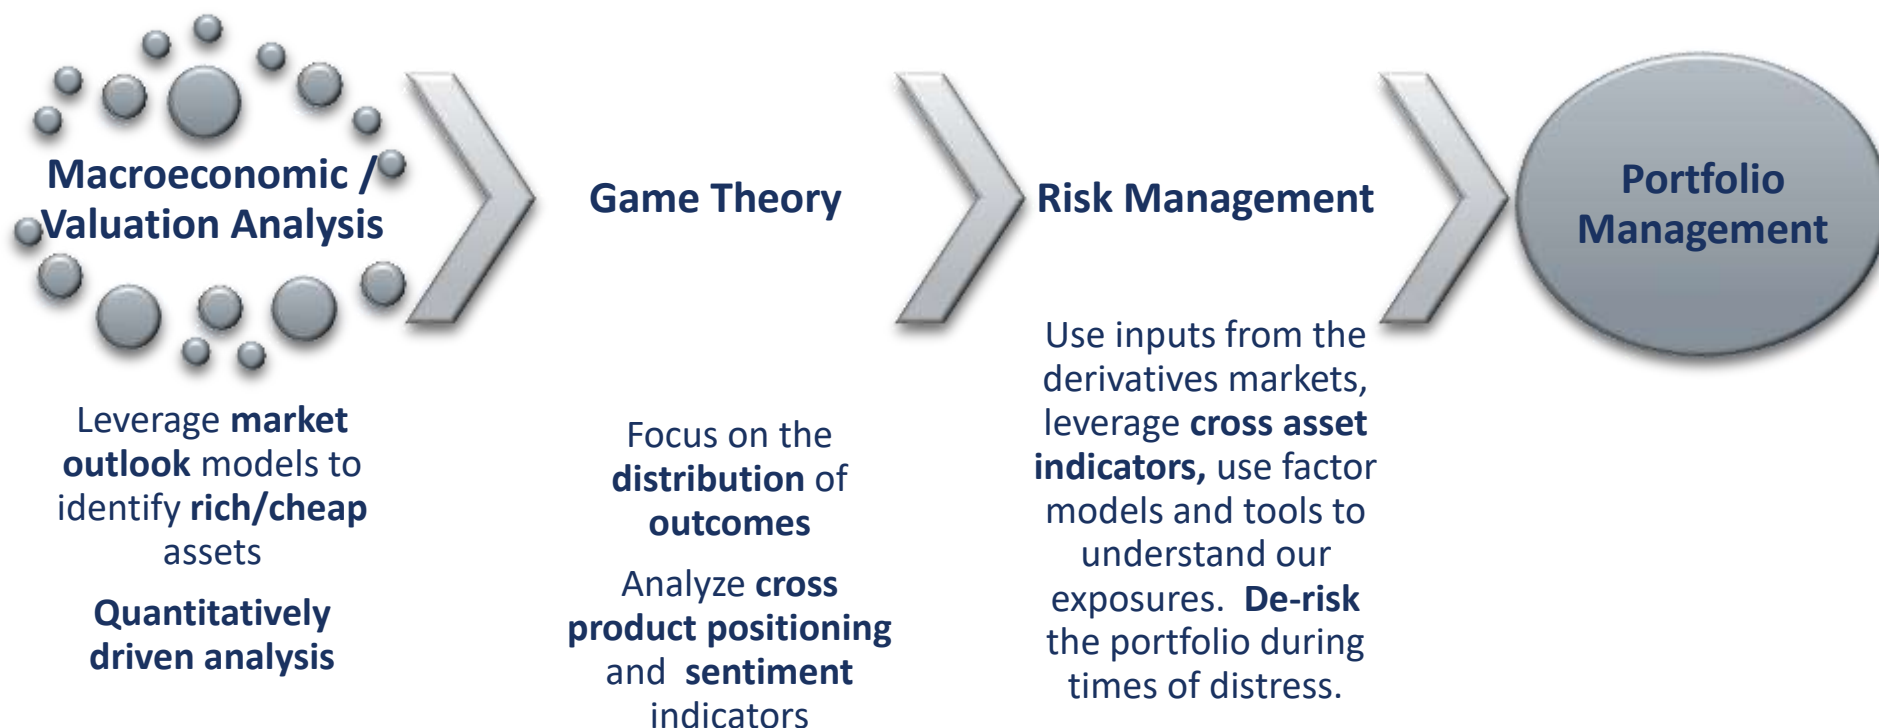 Macroeconomic /
Valuation Analysis
Leverage market
outlook models to
identify rich/cheap
assets
Quantitatively
driven analysis
Game Theory
Focus on the
distribution of
outcomes
Analyze cross
product positioning
and sentiment
indicators
Risk Management
Use inputs from the
derivatives markets,
leverage cross asset
indicators, use factor
models and tools to
understand our
exposures. De-risk
the portfolio during
times of distress.
Portfolio
Management